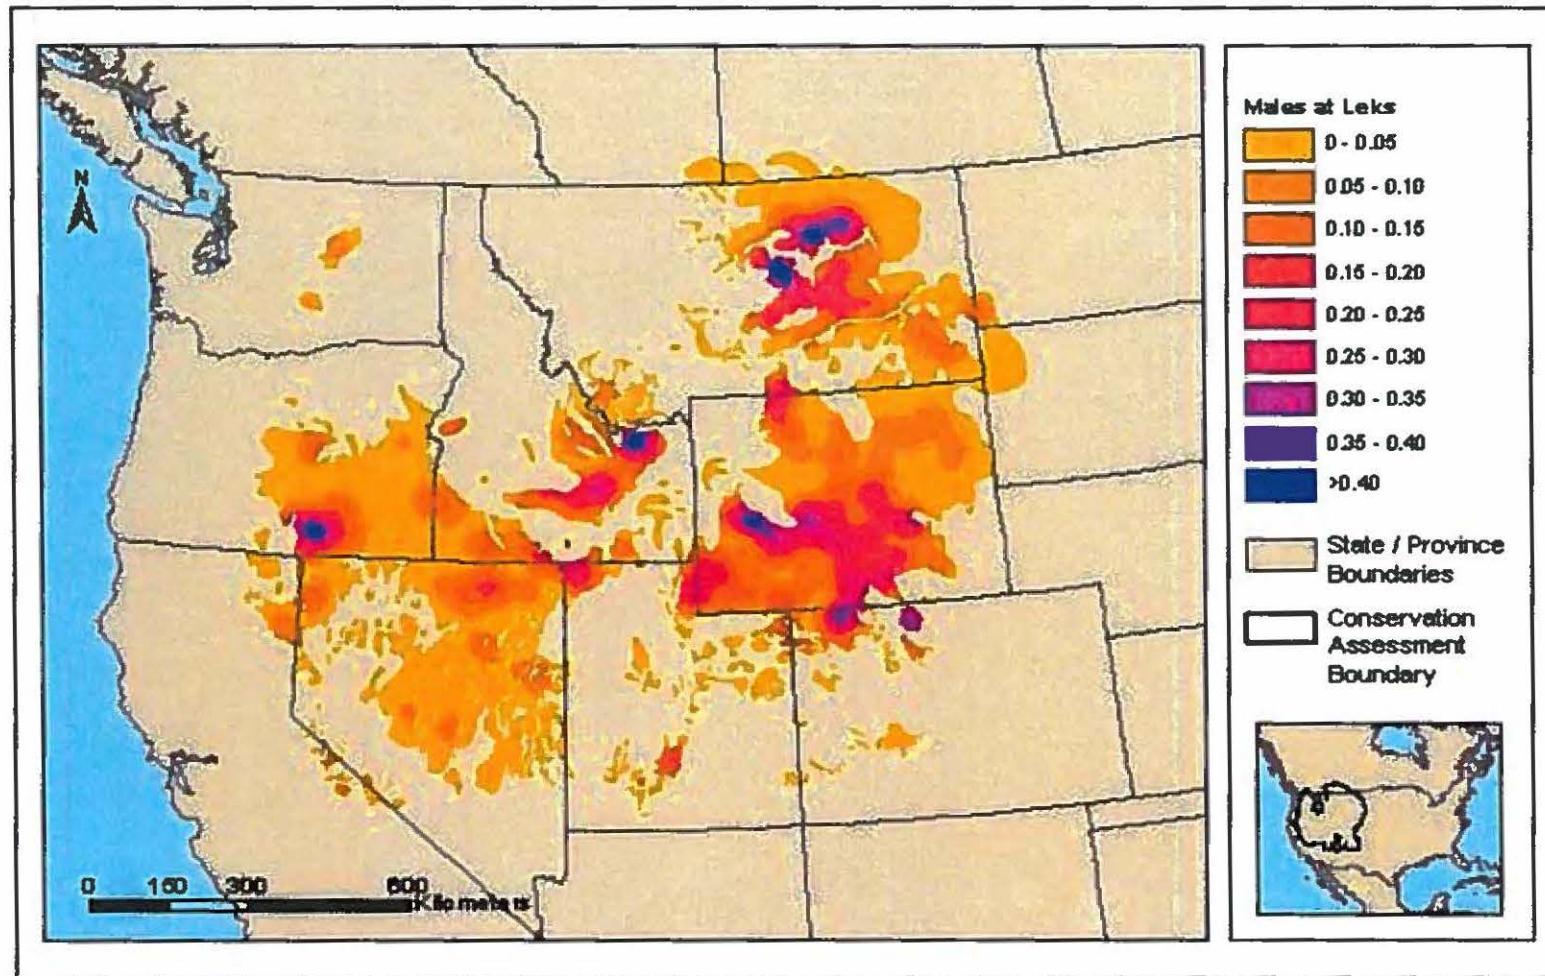 N
0 150 300 600
Kilometers
Males at Leks
0 - 0.05
0.05 - 0.10
0.10 - 0.15
0.15 - 0.20
0.20 - 0.25
0.25 - 0.30
0.30 - 0.35
0.35 - 0.40
>0.40
State / Province
Boundaries
Conservation
Assessment
Boundary